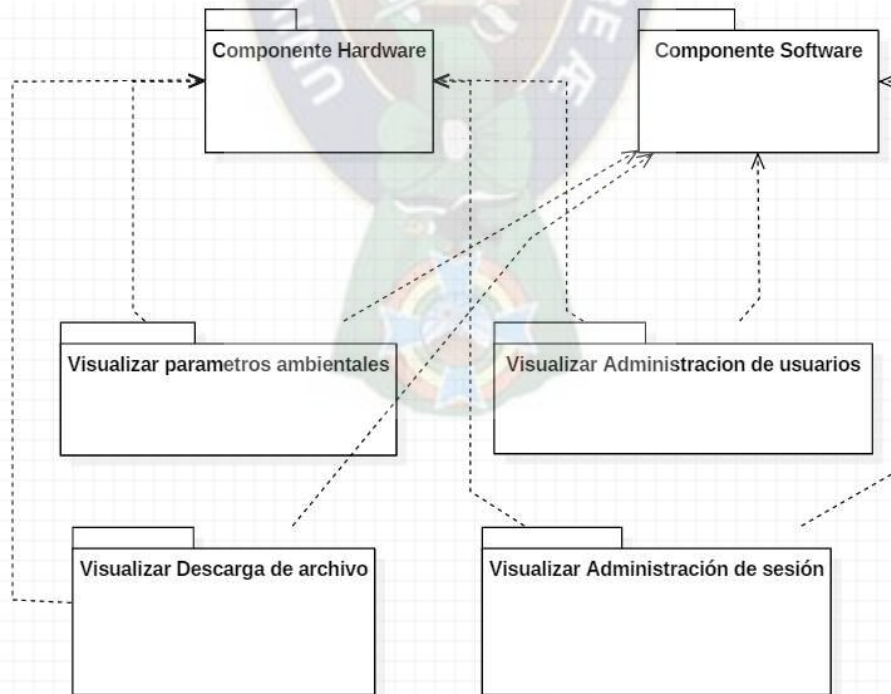 Componente Hardware
Componente Software
Visualizar parametros ambientales
Visualizar Administracion de usuarios
Visualizar Descarga de archivo
Visualizar Administración de sesión